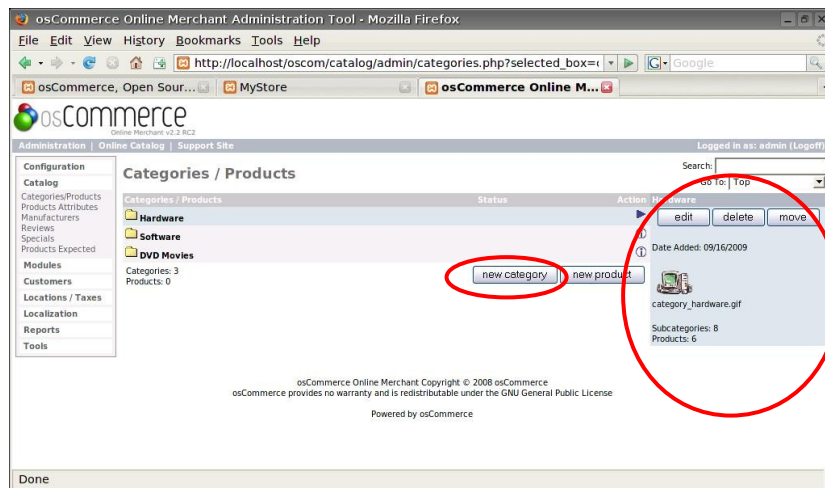 osCommerce Online Merchant Administration Tool - Mozilla Firefox
File Edit View History Bookmarks Tools Help
http://localhost/oscom/catalog/admin/categories.php?selected_box=
G Google
osCommerce, Open Sour... MyStore osCommerce Online M...
osCommerce
Online Merchant v2.2 RC2
Administration | Online Catalog | Support Site Logged in as: admin (Logoff)
Configuration
Catalog
Categories/Products
Products Attributes
Manufacturers
Reviews
Specials
Products Expected
Modules
Customers
Locations / Taxes
Localization
Reports
Tools
Categories / Products
Search:
Go To: Top
Categories / Products Status Action
Hardware
Software
DVD Movies
Categories: 3
Products: 0
new category new product
Hardware
edit delete move
Date Added: 09/16/2009
category_hardware.gif
Subcategories: 8
Products: 6
osCommerce Online Merchant Copyright © 2008 osCommerce
osCommerce provides no warranty and is redistributable under the GNU General Public License
Powered by osCommerce
Done